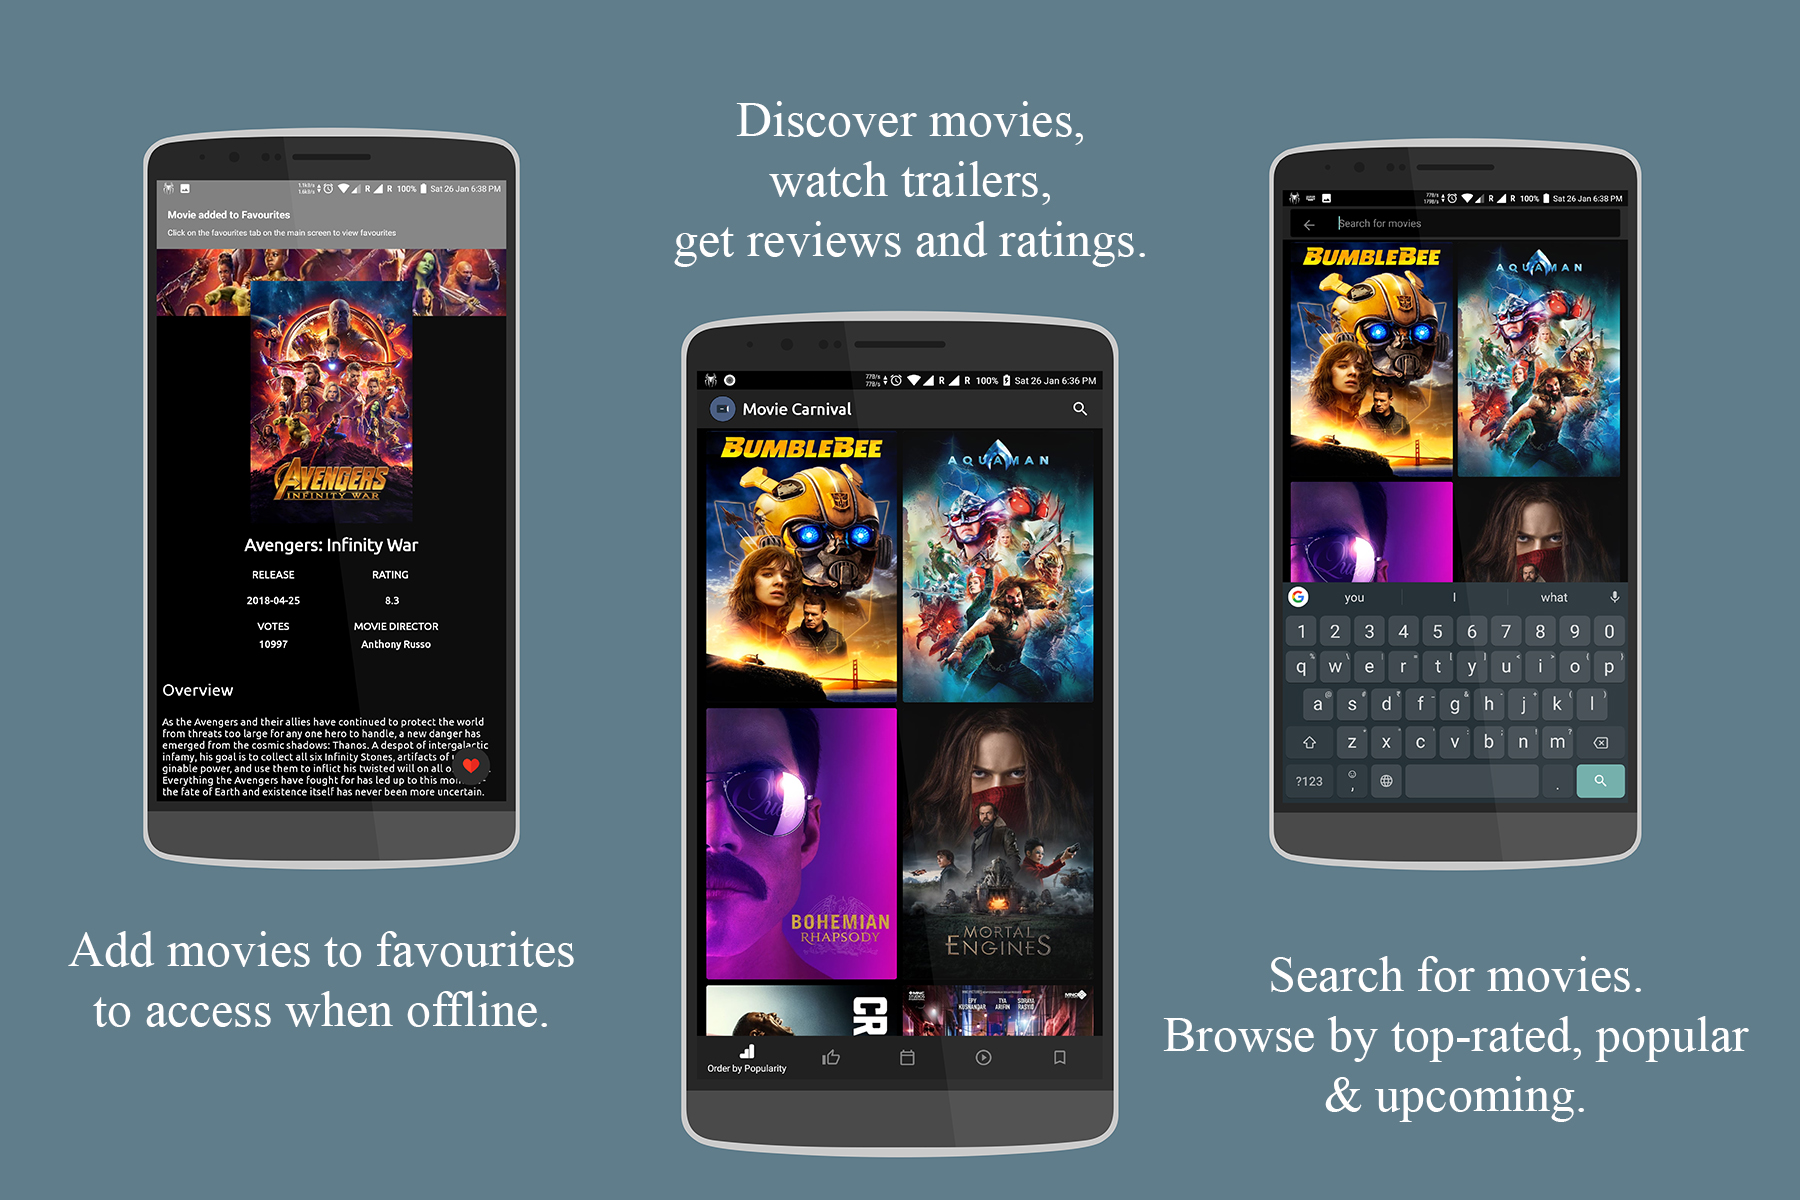 Discover movies,
watch trailers,
get reviews and ratings.
R R 100% Sat 26 Jan 6:38 PM
Movie added to Favourites
Click on the favourites tab on the main screen to view favourites
AVENGERS
INFINITY WAR
Avengers: Infinity War
RELEASE RATING
2018-04-25 8.3
VOTES MOVIE DIRECTOR
10997 Anthony Russo
Overview
As the Avengers and their allies have continued to protect the world
from threats too large for any one hero to handle, a new danger has
emerged from the cosmic shadows: Thanos. A despot of intergalactic
infamy, his goal is to collect all six Infinity Stones, artifacts of
ginable power, and use them to inflict his twisted will on all
Everything the Avengers have fought for has led up to this
the fate of Earth and existence itself has never been more uncertain.
Add movies to favourites
to access when offline.
R R 100% Sat 26 Jan 6:36 PM
Movie Carnival
BUMBLEBEE
AQUAMAN
Queen
BOHEMIAN
RHAPSODY
MORTAL
ENGINES
CR
EPY TYA SORAYA
KUSNANDAR ARIFIN RASYID
Order by Popularity
R R 100% Sat 26 Jan 6:38 PM
Search for movies
BUMBLEBEE
AQUAMAN
G you I what
1 2 3 4 5 6 7 8 9 0
q w e r t y u i o p
a s d f g h j k l
z x c v b n m
?123 , .
Search for movies.
Browse by top-rated, popular
& upcoming.